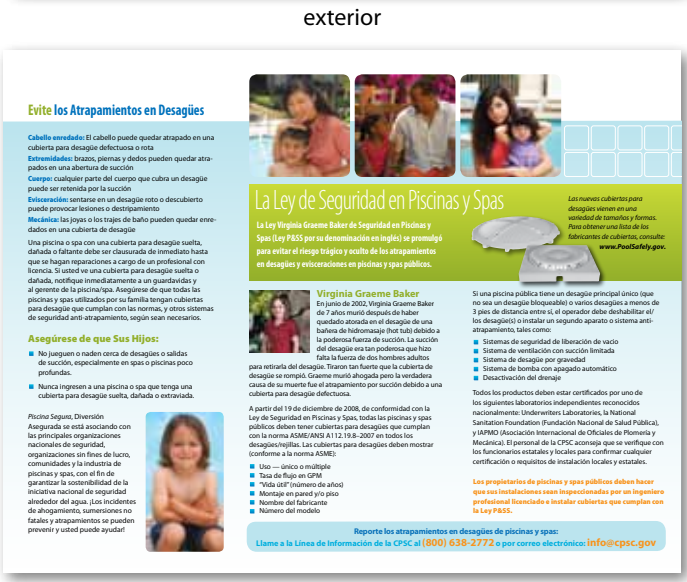 exterior
Evite los Atrapamientos en Desagües
Cabello enredado: El cabello puede quedar atrapado en una
cubierta para desagüe defectuosa o rota
Extremidades: brazos, piernas y dedos pueden quedar atra-
pados en una abertura de succión
Cuerpo: cualquier parte del cuerpo que cubra un desagüe
puede ser retenida por la succión
Evisceración: sentarse en un desagüe roto o descubierto
puede provocar lesiones o destripamiento
Mecánica: las joyas o los trajes de baño pueden quedar enre-
dados en una cubierta de desagüe
Una piscina o spa con una cubierta para desagüe suelta,
dañada o faltante debe ser clausurada de inmediato hasta
que se hagan reparaciones a cargo de un profesional con
licencia. Si usted ve una cubierta para desagüe suelta o
dañada, notifique inmediatamente a un guardavidas y
al gerente de la piscina/spa. Asegúrese de que todas las
piscinas y spas utilizados por su familia tengan cubiertas
para desagüe que cumplan con las normas, y otros sistemas
de seguridad anti-atrapamiento, según sean necesarios.
Asegúrese de que Sus Hijos:
No jueguen o naden cerca de desagües o salidas
de succión, especialmente en spas o piscinas poco
profundas.
Nunca ingresen a una piscina o spa que tenga una
cubierta para desagüe suelta, dañada o extraviada.
Piscina Segura, Diversión
Asegurada se está asociando con
las principales organizaciones
nacionales de seguridad,
organizaciones sin fines de lucro,
comunidades y la industria de
piscinas y spas, con el fin de
garantizar la sostenibilidad de la
iniciativa nacional de seguridad
alrededor del agua. ¡Los incidentes
de ahogamiento, sumersiones no
fatales y atrapamientos se pueden
prevenir y usted puede ayudar!
La Ley de Seguridad en Piscinas y Spas
La Ley Virginia Graeme Baker de Seguridad en Piscinas y
Spas (Ley P&SS por su denominación en inglés) se promulgó
para evitar el riesgo trágico y oculto de los atrapamientos
en desagües y evisceraciones en piscinas y spas públicos.
Las nuevas cubiertas para
desagües vienen en una
variedad de tamaños y formas.
Para obtener una lista de los
fabricantes de cubiertas, consulte:
www.PoolSafely.gov.
Virginia Graeme Baker
En junio de 2002, Virginia Graeme Baker
de 7 años murió después de haber
quedado atorada en el desagüe de una
bañera de hidromasaje (hot tub) debido a
la poderosa fuerza de succión. La succión
del desagüe era tan poderosa que hizo
falta la fuerza de dos hombres adultos
para retirarla del desagüe. Tiraron tan fuerte que la cubierta de
desagüe se rompió. Graeme murió ahogada pero la verdadera
causa de su muerte fue el atrapamiento por succión debido a una
cubierta para desagüe defectuosa.
A partir del 19 de diciembre de 2008, de conformidad con la
Ley de Seguridad en Piscinas y Spas, todas las piscinas y spas
públicos deben tener cubiertas para desagües que cumplan
con la norma ASME/ANSI A112.19.8–2007 en todos los
desagües/rejillas. Las cubiertas para desagües deben mostrar
(conforme a la norma ASME):
Uso — único o múltiple
Tasa de flujo en GPM
"Vida útil" (número de años)
Montaje en pared y/o piso
Nombre del fabricante
Número del modelo
Si una piscina pública tiene un desagüe principal único (que
no sea un desagüe bloqueable) o varios desagües a menos de
3 pies de distancia entre sí, el operador debe deshabilitar el/
los desagüe(s) o instalar un segundo aparato o sistema anti-
atrapamiento, tales como:
Sistemas de seguridad de liberación de vacío
Sistema de ventilación con succión limitada
Sistema de desagüe por gravedad
Sistema de bomba con apagado automático
Desactivación del drenaje
Todos los productos deben estar certificados por uno de
los siguientes laboratorios independientes reconocidos
nacionalmente: Underwriters Laboratories, la National
Sanitation Foundation (Fundación Nacional de Salud Pública),
y IAPMO (Asociación Internacional de Oficiales de Plomería y
Mecánica). El personal de la CPSC aconseja que se verifique con
los funcionarios estatales y locales para confirmar cualquier
certificación o requisitos de instalación locales y estatales.
Los propietarios de piscinas y spas públicos deben hacer
que sus instalaciones sean inspeccionadas por un ingeniero
profesional licenciado e instalar cubiertas que cumplan con
la Ley P&SS.
Reporte los atrapamientos en desagües de piscinas y spas:
Llame a la Línea de Información de la CPSC al (800) 638-2772 o por correo electrónico: info@cpsc.gov